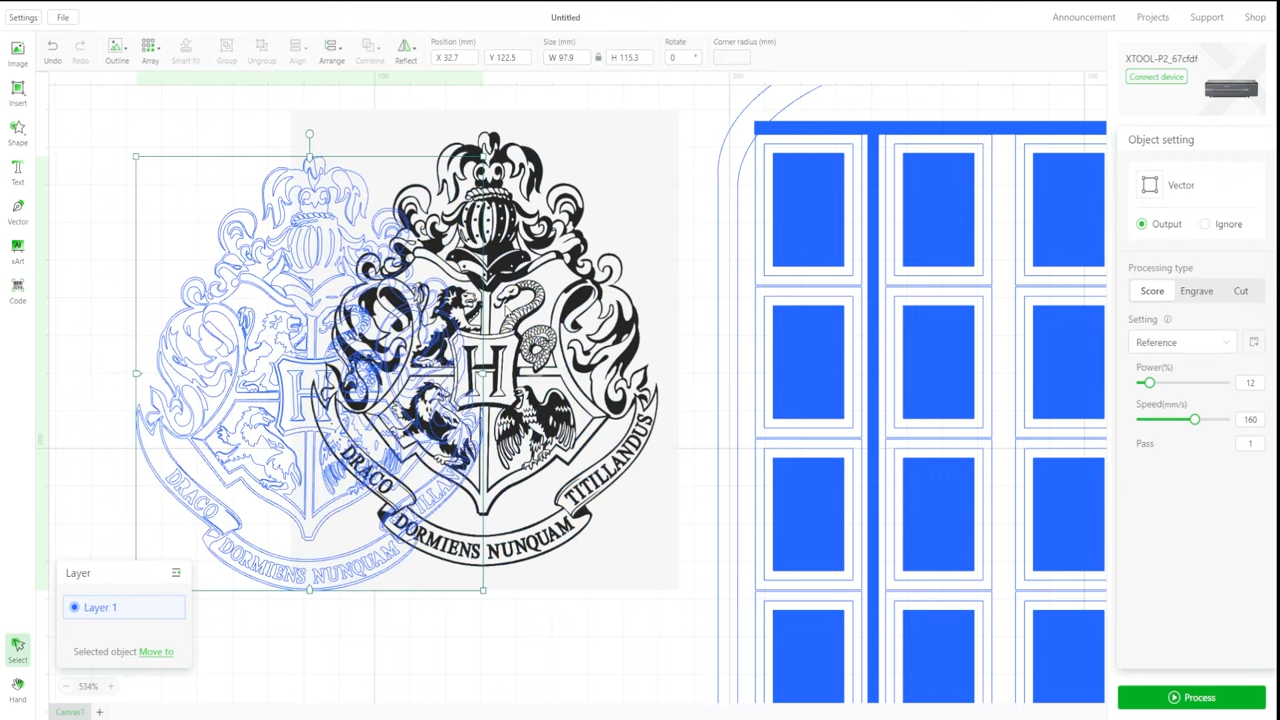 Settings File Untitled Announcement Projects Support Shop
Position (mm) Size (mm) Rotate Corner radius (mm)
X 32.7 Y 122.5 W 97.9 H 115.3 0 °
Image Undo Redo Outline Array Smart fill Group Ungroup Align Arrange Combine Reflect
100 200 300
XTOOL-P2_67cfdf
Connect device
Insert
Shape
Text
Vector
xArt
Code
Select
Hand
Object setting
Vector
Output Ignore
Processing type
Score Engrave Cut
Setting
Reference
Power(%)
12
Speed(mm/s)
160
Pass 1
H
H
DRACO
DORMIENS NUNQUAM
TITILLANDUS
DRACO
DORMIENS NUNQUAM
Layer
Layer 1
Selected object Move to
534%
Canvas1
Process